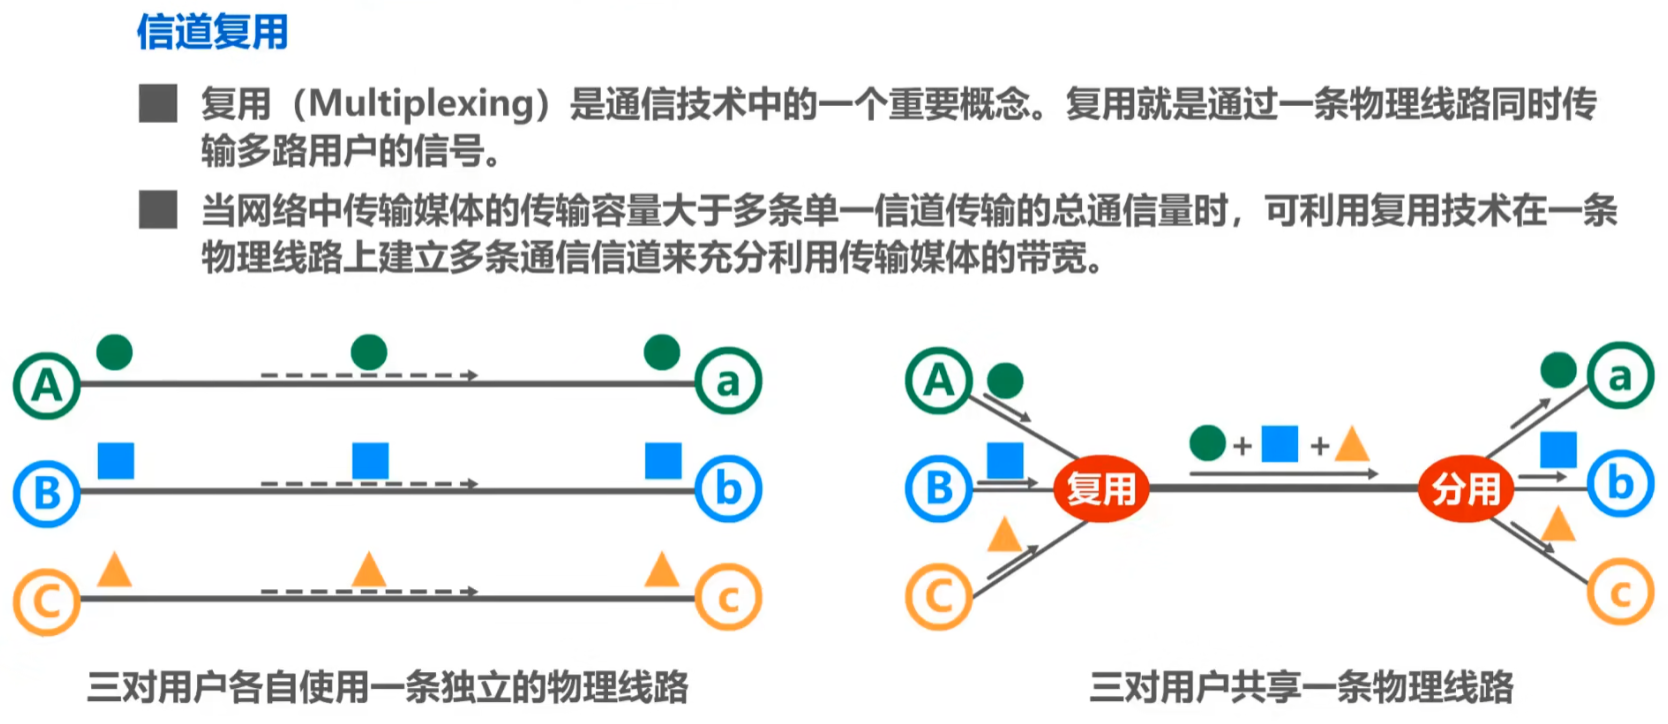 信道复用
复用（Multiplexing）是通信技术中的一个重要概念。复用就是通过一条物理线路同时传
输多路用户的信号。
当网络中传输媒体的传输容量大于多条单一信道传输的总通信量时，可利用复用技术在一条
物理线路上建立多条通信信道来充分利用传输媒体的带宽。
A
a
B
b
C
c
三对用户各自使用一条独立的物理线路
A
a
+ +
B
复用
分用
b
C
c
三对用户共享一条物理线路